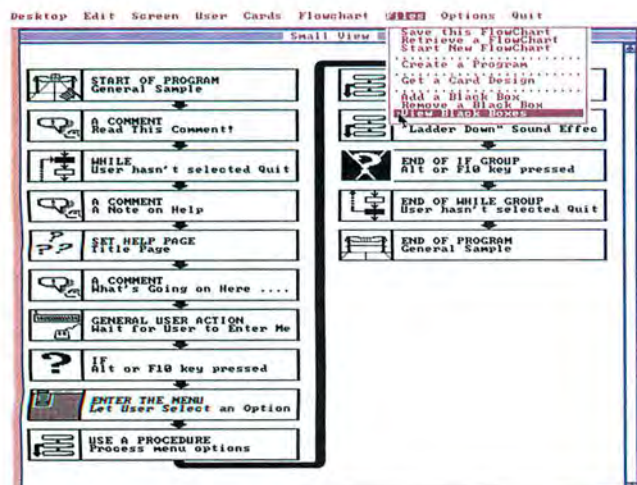 Desktop Edit Screen User Cards Flowchart Files Options Quit
Small View
Save this FlowChart
Retrieve a FlowChart
Start New FlowChart
Create a Program
Get a Card Design
Add a Black Box
Remove a Black Box
View Black Boxes
START OF PROGRAM
General Sample
A COMMENT
Read This Comment!
WHILE
User hasn't selected Quit
A COMMENT
A Note on Help
SET HELP PAGE
Title Page
A COMMENT
What's Going on Here ....
GENERAL USER ACTION
Wait for User to Enter Me
IF
Alt or F10 key pressed
ENTER THE MENU
Let User Select an Option
USE A PROCEDURE
Process menu options
"Ladder Down" Sound Effec
END OF IF GROUP
Alt or F10 key pressed
END OF WHILE GROUP
User hasn't selected Quit
END OF PROGRAM
General Sample